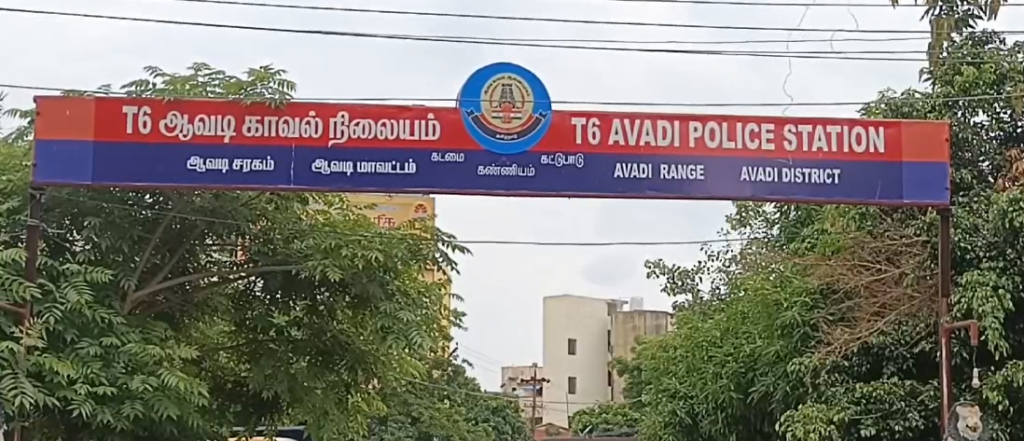 T6 ஆவடி காவல் நிலையம்
T6 AVADI POLICE STATION
ஆவடி சரகம் ஆவடி மாவட்டம் கடமை கண்ணியம் கட்டுபாடு
AVADI RANGE AVADI DISTRICT